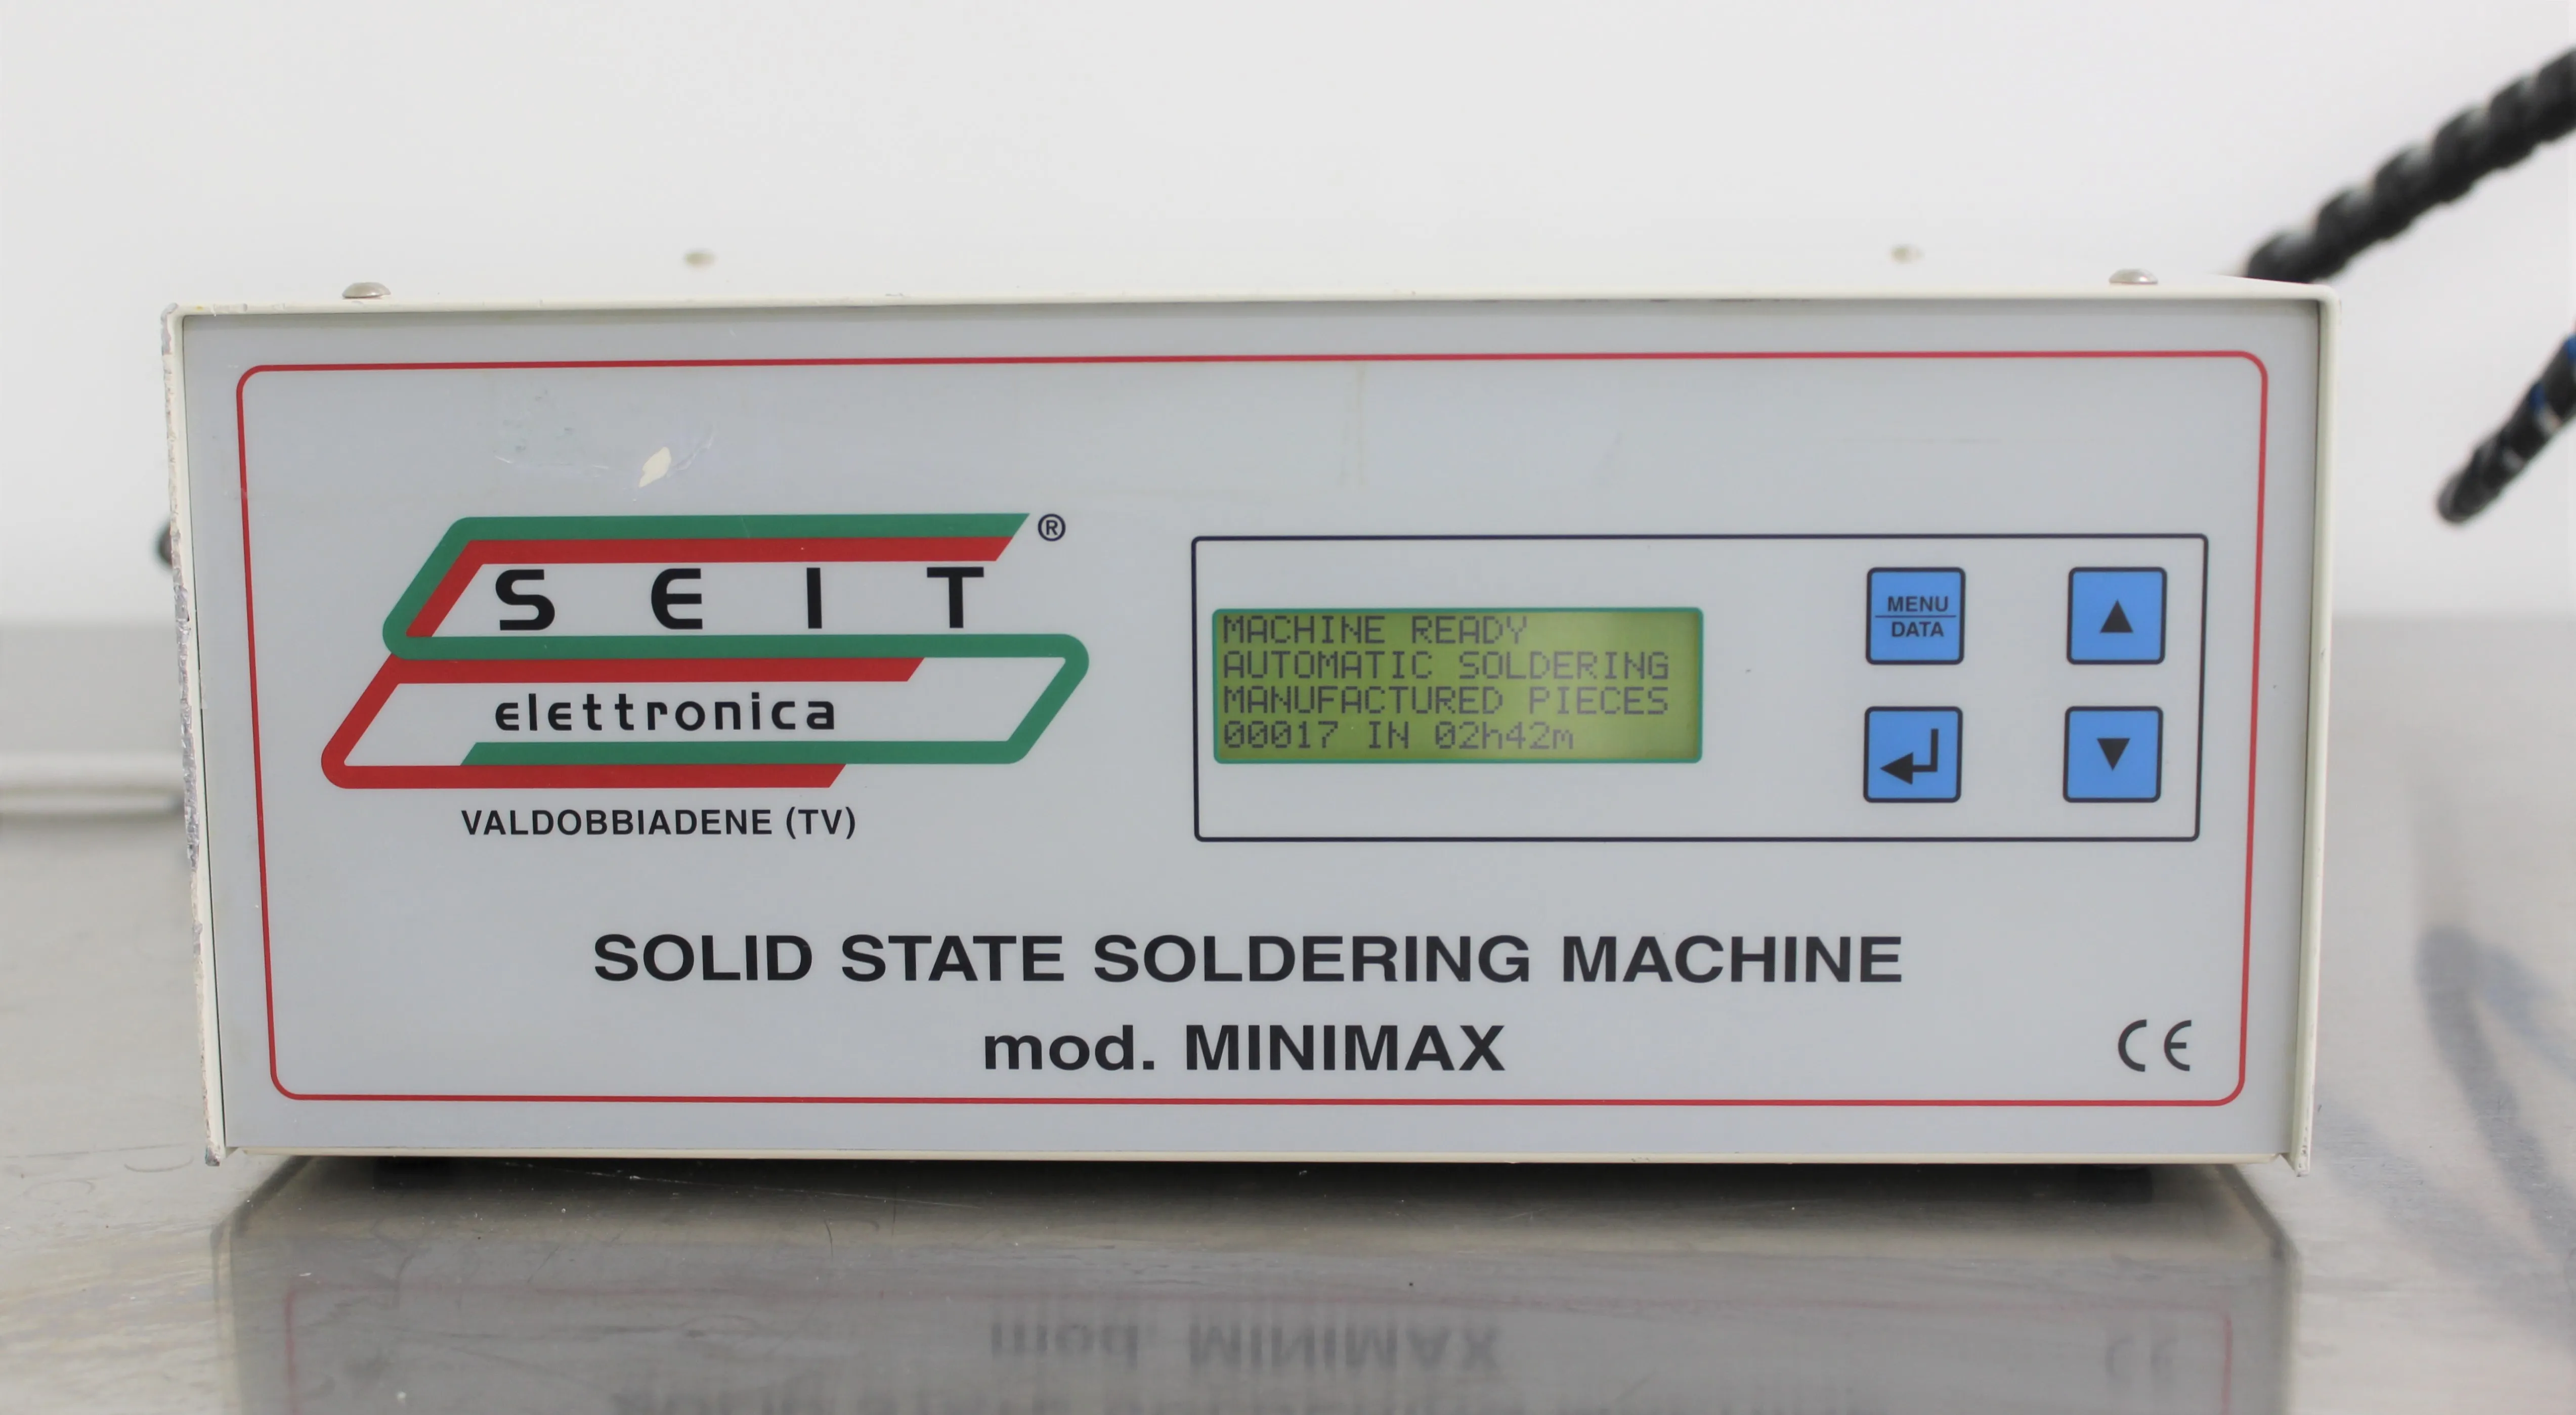 SEIT ®
elettronica
VALDOBBIADENE (TV)
MACHINE READY
AUTOMATIC SOLDERING
MANUFACTURED PIECES
00017 IN 02h42m
MENU
DATA
SOLID STATE SOLDERING MACHINE
mod. MINIMAX
CE